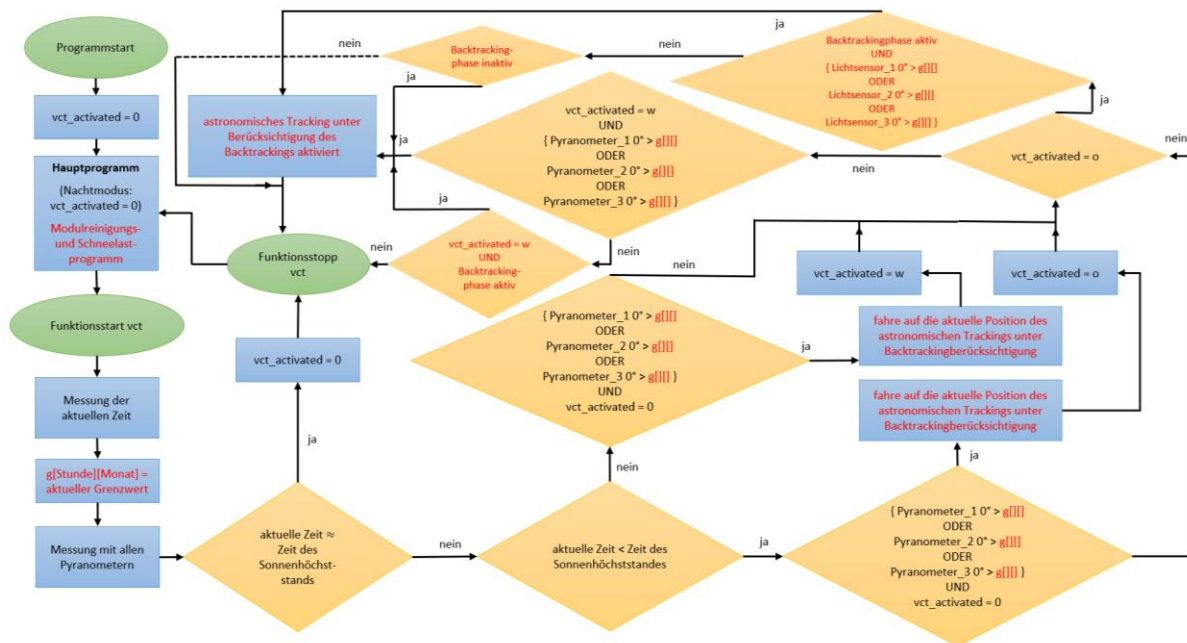 Programmstart
vct_activated = 0
Hauptprogramm
(Nachtmodus:
vct_activated = 0)
Modulreinigungs-
und Schneelast-
programm
Funktionsstart vct
Messung der
aktuellen Zeit
g[Stunde][Monat] =
aktueller Grenzwert
Messung mit allen
Pyranometern
aktuelle Zeit ≈
Zeit des
Sonnenhöchst-
stands
ja
vct_activated = 0
Funktionsstopp
vct
nein
aktuelle Zeit < Zeit des
Sonnenhöchststandes
ja
{ Pyranometer_1 0° > g[][]
ODER
Pyranometer_2 0° > g[][]
ODER
Pyranometer_3 0° > g[][] }
UND
vct_activated = 0
ja
fahre auf die aktuelle Position des
astronomischen Trackings unter
Backtrackingberücksichtigung
vct_activated = o
nein
nein
{ Pyranometer_1 0° > g[][]
ODER
Pyranometer_2 0° > g[][]
ODER
Pyranometer_3 0° > g[][] }
UND
vct_activated = 0
ja
fahre auf die aktuelle Position des
astronomischen Trackings unter
Backtrackingberücksichtigung
vct_activated = w
nein
vct_activated = o
ja
Backtrackingphase aktiv
UND
{ Lichtsensor_1 0° > g[][]
ODER
Lichtsensor_2 0° > g[][]
ODER
Lichtsensor_3 0° > g[][] }
ja
nein
Backtracking-
phase inaktiv
nein
ja
nein
vct_activated = w
UND
{ Pyranometer_1 0° > g[][]
ODER
Pyranometer_2 0° > g[][]
ODER
Pyranometer_3 0° > g[][] }
ja
nein
vct_activated = w
UND
Backtracking-
phase aktiv
ja
nein
astronomisches Tracking unter
Berücksichtigung des
Backtrackings aktiviert